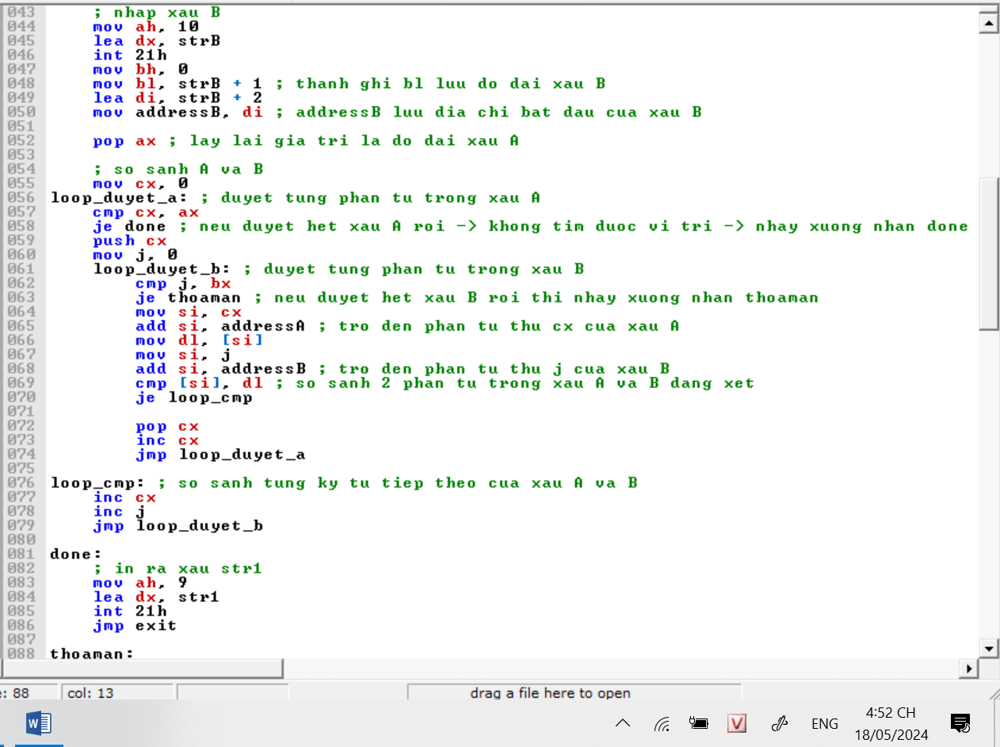 043 ; nhap xau B
044 mov ah, 10
045 lea dx, strB
046 int 21h
047 mov bh, 0
048 mov bl, strB + 1 ; thanh ghi bl luu do dai xau B
049 lea di, strB + 2
050 mov addressB, di ; addressB luu dia chi bat dau cua xau B
051
052 pop ax ; lay lai gia tri la do dai xau A
053
054 ; so sanh A va B
055 mov cx, 0
056 loop_duyet_a: ; duyet tung phan tu trong xau A
057 cmp cx, ax
058 je done ; neu duyet het xau A roi -> khong tim duoc vi tri -> nhay xuong nhan done
059 push cx
060 mov j, 0
061 loop_duyet_b: ; duyet tung phan tu trong xau B
062 cmp j, bx
063 je thoaman ; neu duyet het xau B roi thi nhay xuong nhan thoaman
064 mov si, cx
065 add si, addressA ; tro den phan tu thu cx cua xau A
066 mov dl, [si]
067 mov si, j
068 add si, addressB ; tro den phan tu thu j cua xau B
069 cmp [si], dl ; so sanh 2 phan tu trong xau A va B dang xet
070 je loop_cmp
071
072 pop cx
073 inc cx
074 jmp loop_duyet_a
075
076 loop_cmp: ; so sanh tung ky tu tiep theo cua xau A va B
077 inc cx
078 inc j
079 jmp loop_duyet_b
080
081 done:
082 ; in ra xau str1
083 mov ah, 9
084 lea dx, str1
085 int 21h
086 jmp exit
087
088 thoaman:
e: 88 col: 13 drag a file here to open
W V ENG 4:52 CH
18/05/2024